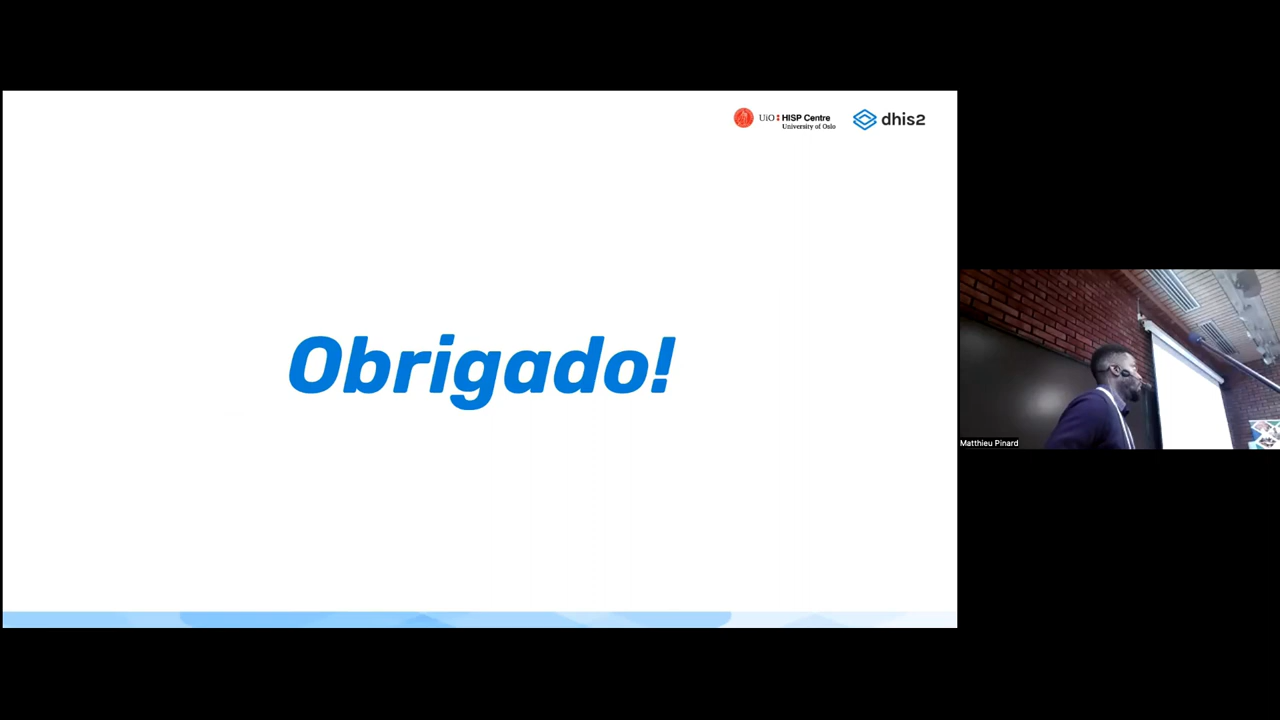 UiO HISP Centre
University of Oslo
dhis2
Obrigado!
Matthieu Pinard